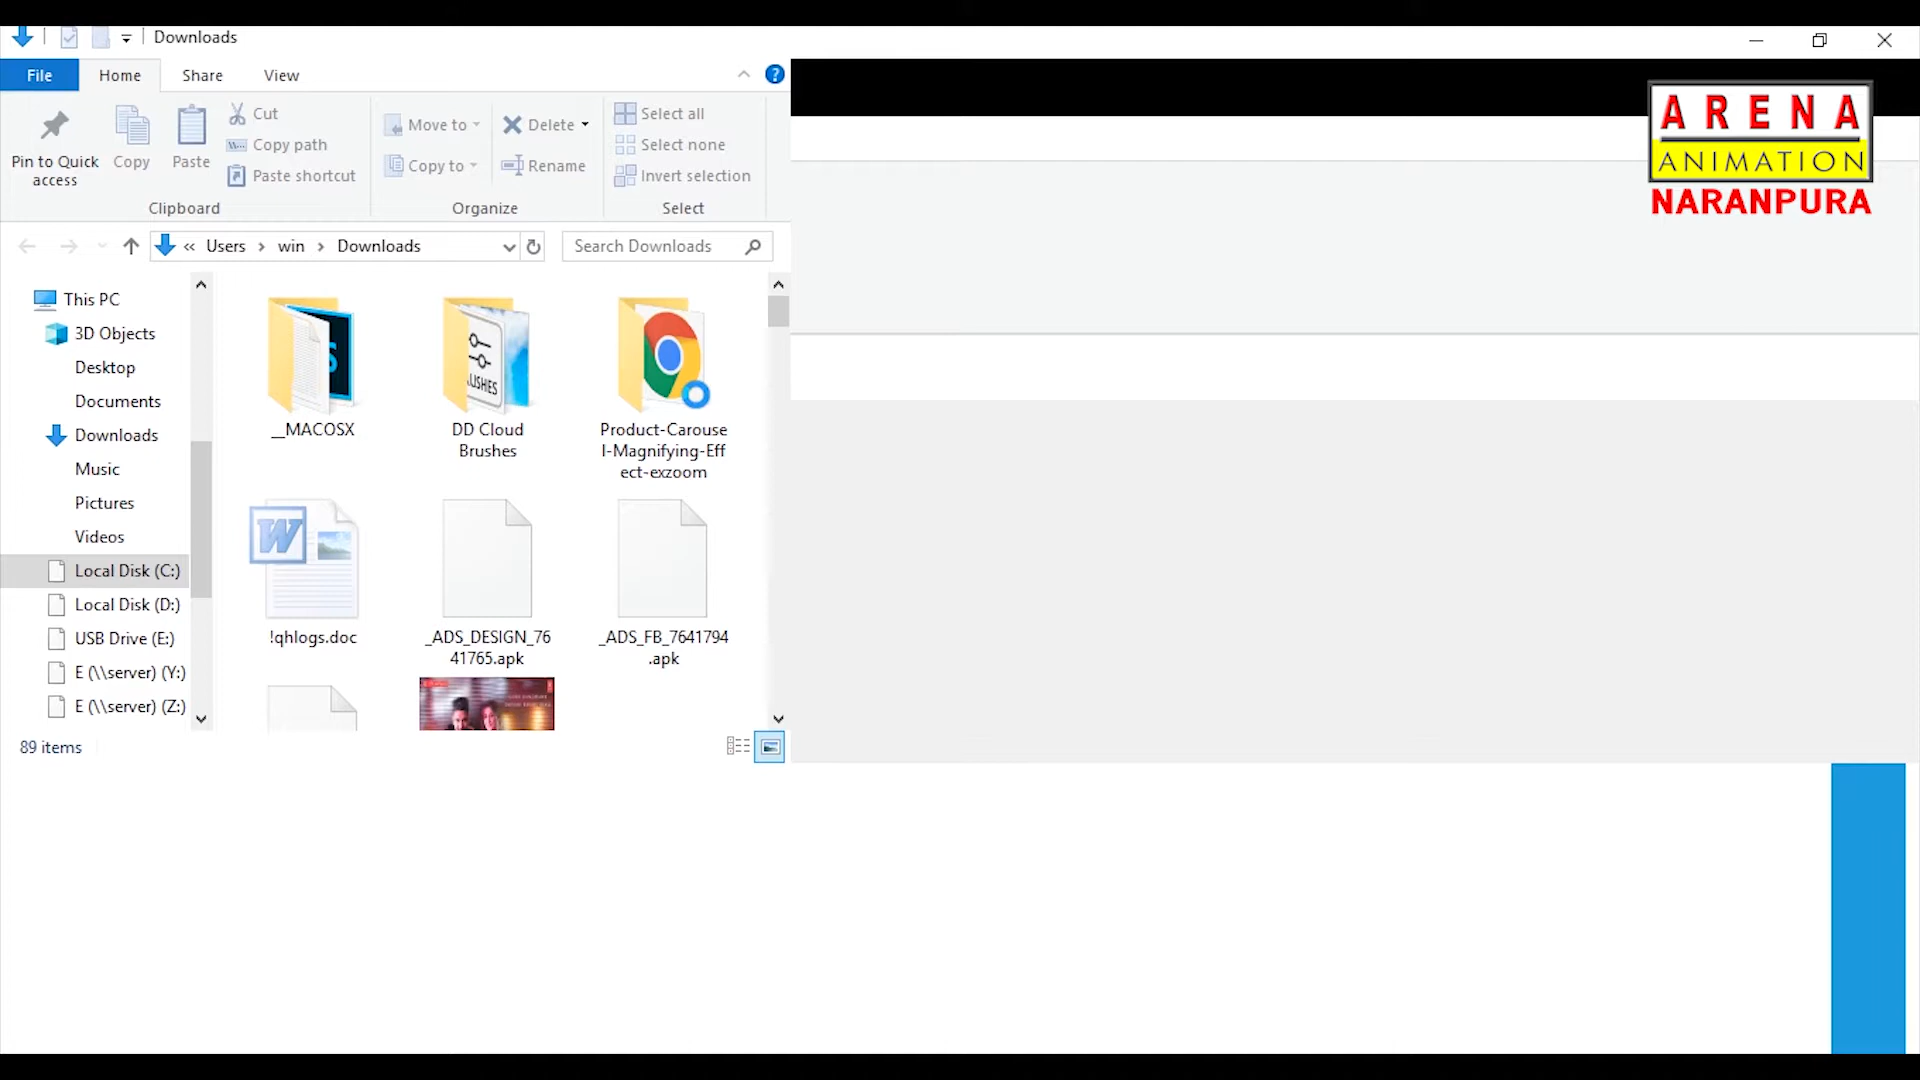 Downloads
File Home Share View
ARENA
ANIMATION
NARANPURA
Pin to Quick
access
Copy
Paste
Cut
Copy path
Paste shortcut
Clipboard
Move to
Copy to
Delete
Rename
Organize
Select all
Select none
Invert selection
Select
« Users > win > Downloads
Search Downloads
This PC
3D Objects
Desktop
Documents
Downloads
Music
Pictures
Videos
Local Disk (C:)
Local Disk (D:)
USB Drive (E:)
E (\\server) (Y:)
E (\\server) (Z:)
__MACOSX
DD Cloud
Brushes
Product-Carouse
l-Magnifying-Eff
ect-exzoom
!qhlogs.doc
_ADS_DESIGN_76
41765.apk
_ADS_FB_7641794
.apk
89 items